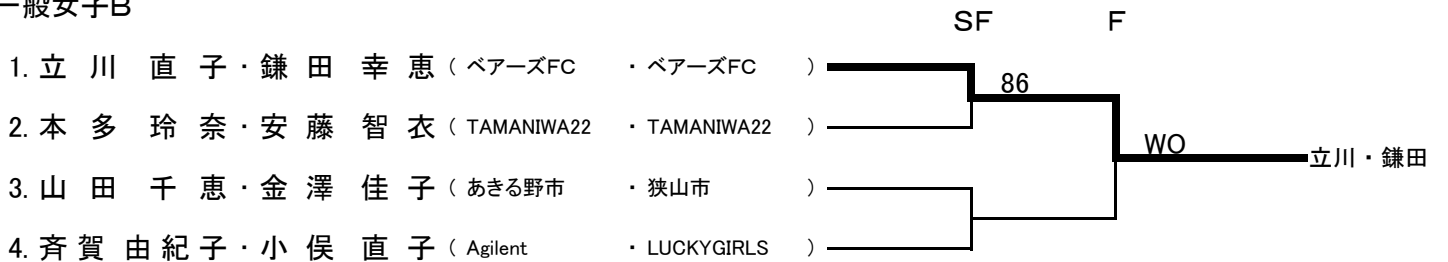 一般女子B
SF F
1. 立川 直子・鎌田 幸恵 ( ベアーズFC ・ ベアーズFC )
86
2. 本多 玲奈・安藤 智衣 ( TAMANIWA22 ・ TAMANIWA22 )
WO 立川・鎌田
3. 山田 千恵・金澤 佳子 ( あきる野市 ・ 狭山市 )
4. 斉賀 由紀子・小俣 直子 ( Agilent ・ LUCKYGIRLS )